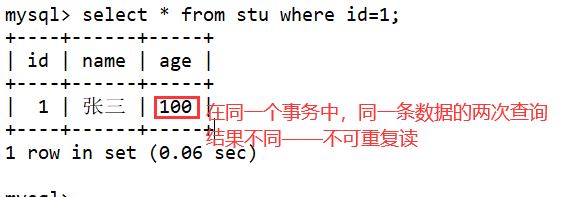 mysql> select * from stu where id=1;
+----+------+-----+
| id | name | age |
+----+------+-----+
| 1 | 张三 | 100 |
在同一个事务中，同一条数据的两次查询
+----+------+-----+
结果不同——不可重复读
1 row in set (0.06 sec)
mysql>